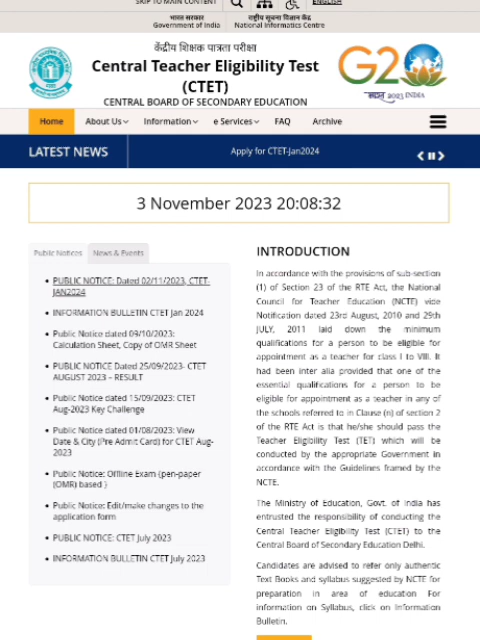 SKIP TO MAIN CONTENT
ENGLISH
भारत सरकार
Government of India
राष्ट्रीय सूचना विज्ञान केंद्र
National Informatics Centre
केंद्रीय शिक्षक पात्रता परीक्षा
Central Teacher Eligibility Test
(CTET)
CENTRAL BOARD OF SECONDARY EDUCATION
G20
2023 INDIA
Home
About Us
Information
e Services
FAQ
Archive
LATEST NEWS
Apply for CTET-Jan2024
3 November 2023 20:08:32
Public Notices
News & Events
PUBLIC NOTICE: Dated 02/11/2023, CTET-
JAN2024
INFORMATION BULLETIN CTET Jan 2024
Public Notice dated 09/10/2023:
Calculation Sheet, Copy of OMR Sheet
PUBLIC NOTICE Dated 25/09/2023- CTET
AUGUST 2023 – RESULT
Public Notice dated 15/09/2023: CTET
Aug-2023 Key Challenge
Public Notice dated 01/08/2023: View
Date & City (Pre Admit Card) for CTET Aug-
2023
Public Notice: Offline Exam {pen-paper
(OMR) based }
Public Notice: Edit/make changes to the
application form
PUBLIC NOTICE: CTET July 2023
INFORMATION BULLETIN CTET July 2023
INTRODUCTION
In accordance with the provisions of sub-section
(1) of Section 23 of the RTE Act, the National
Council for Teacher Education (NCTE) vide
Notification dated 23rd August, 2010 and 29th
JULY, 2011 laid down the minimum
qualifications for a person to be eligible for
appointment as a teacher for class I to VIII. It
had been inter alia provided that one of the
essential qualifications for a person to be
eligible for appointment as a teacher in any of
the schools referred to in Clause (n) of section 2
of the RTE Act is that he/she should pass the
Teacher Eligibility Test (TET) which will be
conducted by the appropriate Government in
accordance with the Guidelines framed by the
NCTE.
The Ministry of Education, Govt. of India has
entrusted the responsibility of conducting the
Central Teacher Eligibility Test (CTET) to the
Central Board of Secondary Education Delhi.
Candidates are advised to refer only authentic
Text Books and syllabus suggested by NCTE for
preparation in area of education For
information on Syllabus, click on Information
Bulletin.